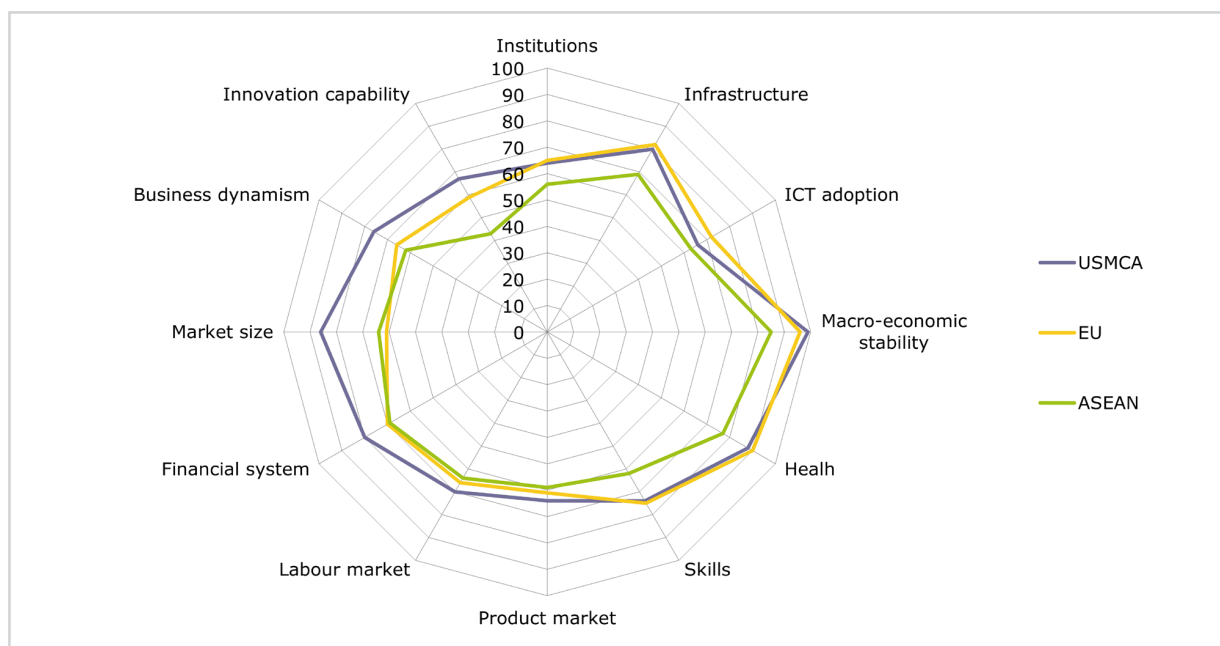 Institutions
100
90
80
70
60
50
40
30
20
10
0
Infrastructure
ICT adoption
Macro-economic
stability
Healh
Skills
Product market
Labour market
Financial system
Market size
Business dynamism
Innovation capability
USMCA
EU
ASEAN